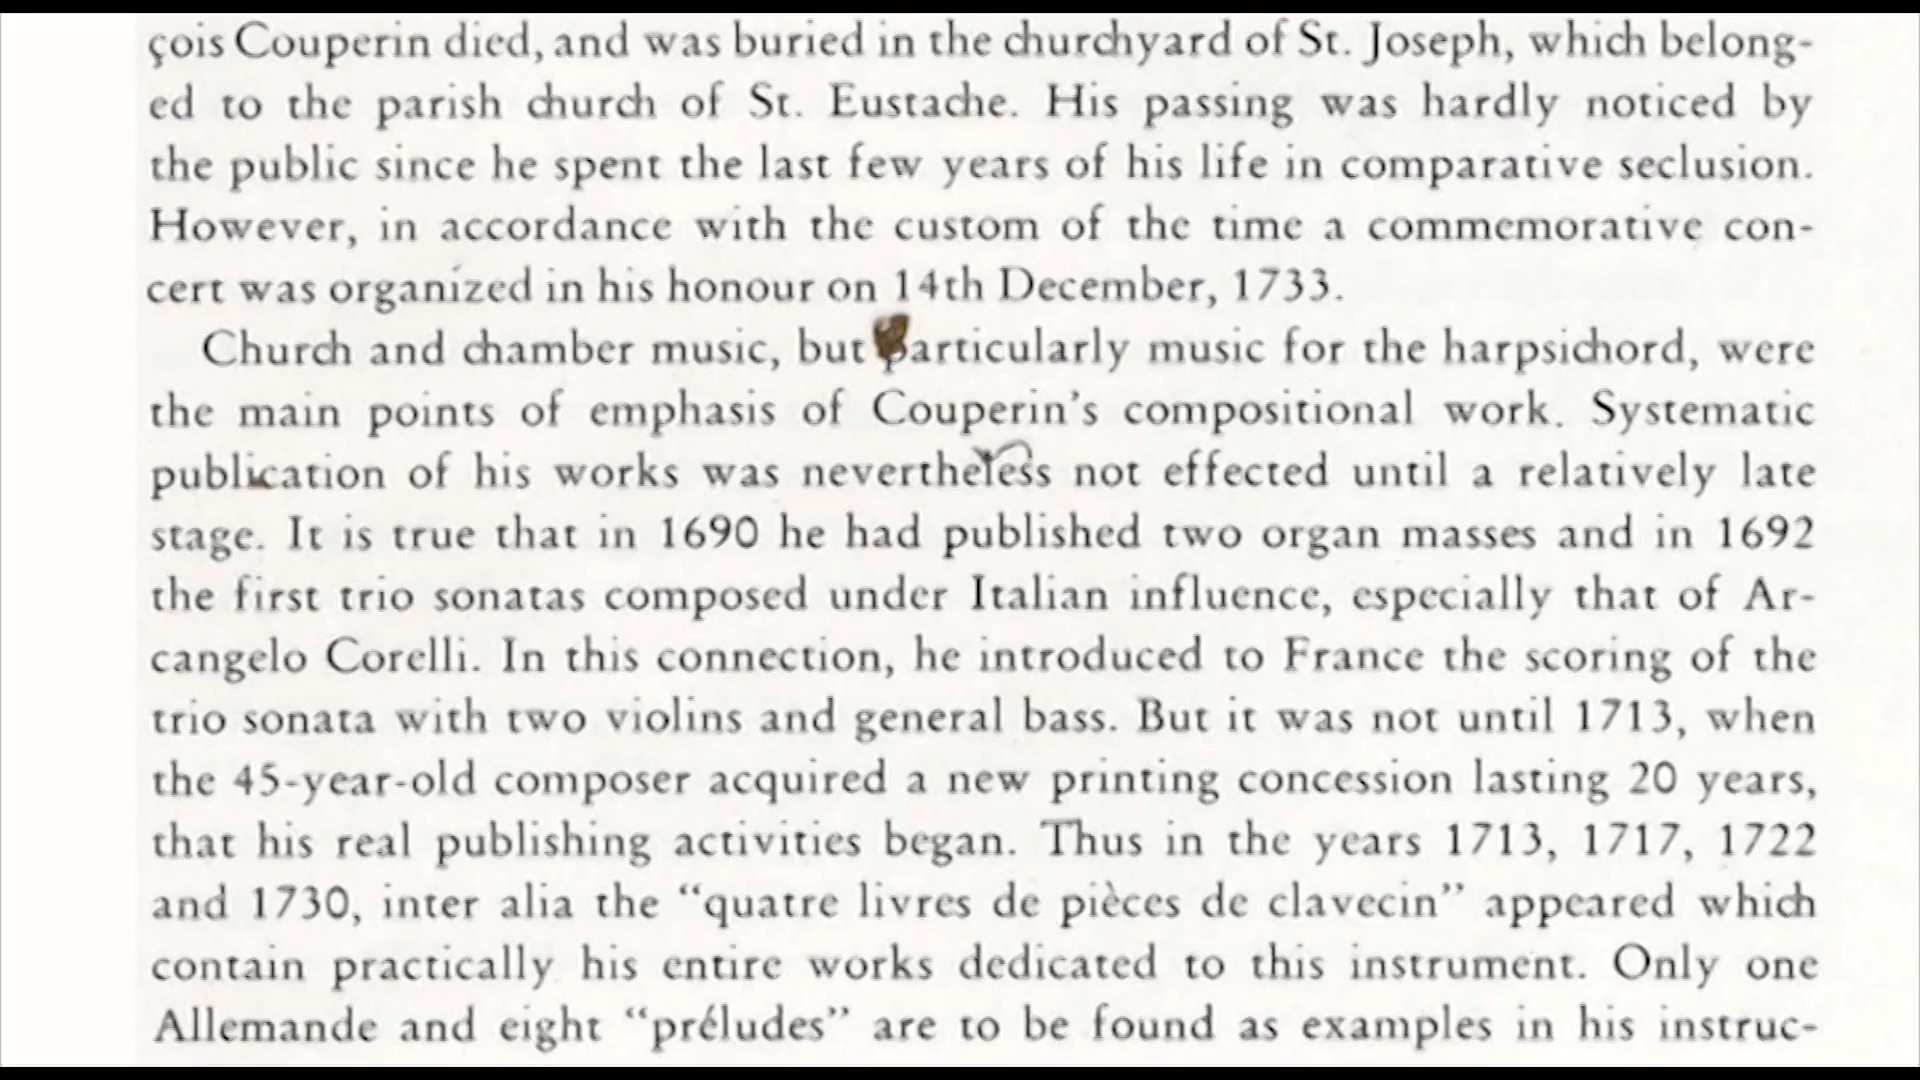 çois Couperin died, and was buried in the churchyard of St. Joseph, which belong-
ed to the parish church of St. Eustache. His passing was hardly noticed by
the public since he spent the last few years of his life in comparative seclusion.
However, in accordance with the custom of the time a commemorative con-
cert was organized in his honour on 14th December, 1733.
Church and chamber music, but particularly music for the harpsichord, were
the main points of emphasis of Couperin's compositional work. Systematic
publication of his works was nevertheless not effected until a relatively late
stage. It is true that in 1690 he had published two organ masses and in 1692
the first trio sonatas composed under Italian influence, especially that of Ar-
cangelo Corelli. In this connection, he introduced to France the scoring of the
trio sonata with two violins and general bass. But it was not until 1713, when
the 45-year-old composer acquired a new printing concession lasting 20 years,
that his real publishing activities began. Thus in the years 1713, 1717, 1722
and 1730, inter alia the “quatre livres de pièces de clavecin” appeared which
contain practically his entire works dedicated to this instrument. Only one
Allemande and eight “préludes” are to be found as examples in his instruc-